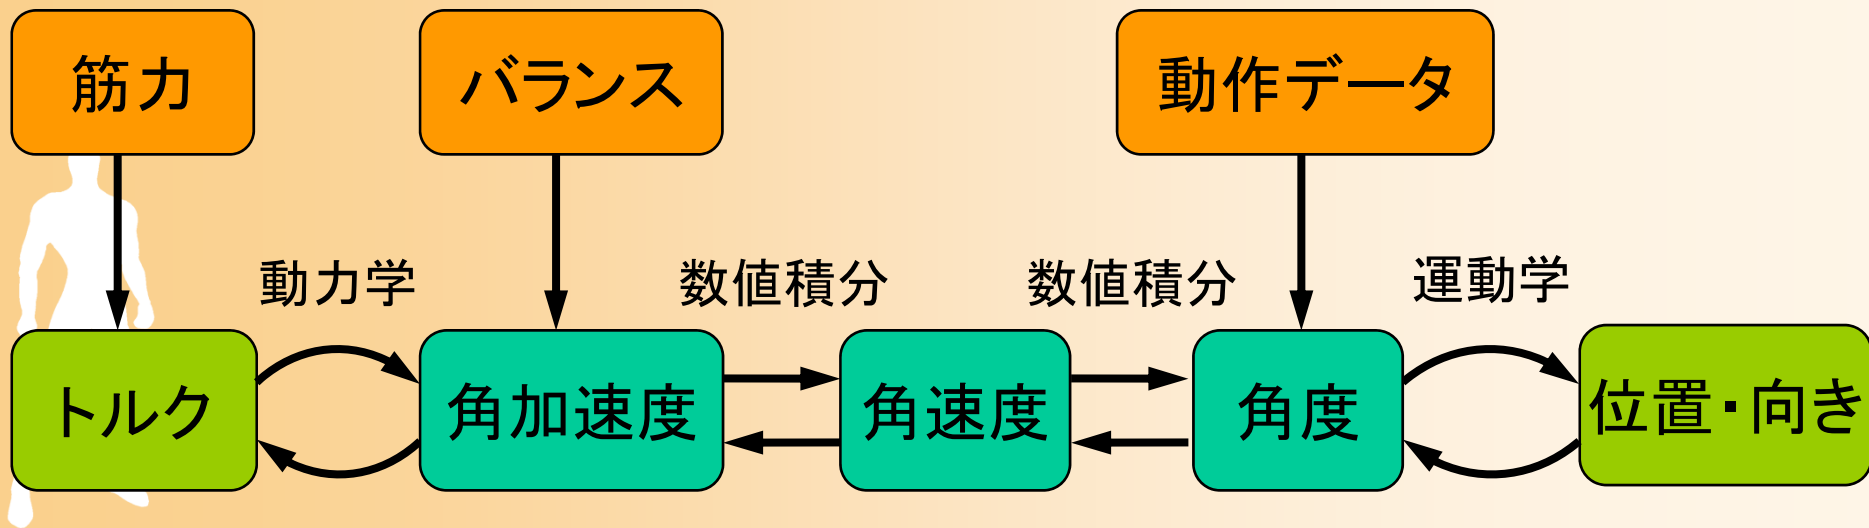 筋力
バランス
動作データ
動力学
数値積分
数値積分
運動学
トルク
角加速度
角速度
角度
位置・向き